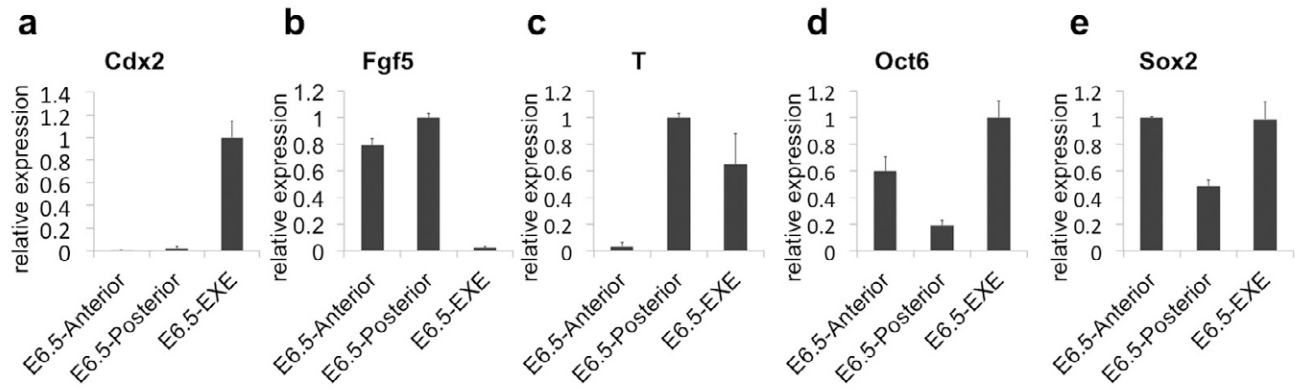 a
Cdx2
relative expression
1.4
1.2
1
0.8
0.6
0.4
0.2
0
E6.5-Anterior
E6.5-Posterior
E6.5-EXE
b
Fgf5
relative expression
1.2
1
0.8
0.6
0.4
0.2
0
E6.5-Anterior
E6.5-Posterior
E6.5-EXE
c
T
relative expression
1.2
1
0.8
0.6
0.4
0.2
0
E6.5-Anterior
E6.5-Posterior
E6.5-EXE
d
Oct6
relative expression
1.2
1
0.8
0.6
0.4
0.2
0
E6.5-Anterior
E6.5-Posterior
E6.5-EXE
e
Sox2
relative expression
1.2
1
0.8
0.6
0.4
0.2
0
E6.5-Anterior
E6.5-Posterior
E6.5-EXE